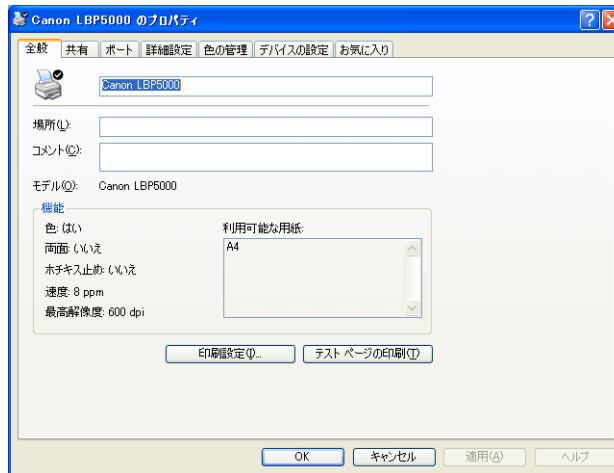 Canon LBP5000 のプロパティ
全般 共有 ポート 詳細設定 色の管理 デバイスの設定 お気に入り
Canon LBP5000
場所(L):
コメント(C):
モデル(O): Canon LBP5000
機能
色: はい 利用可能な用紙:
両面: いいえ A4
ホチキス止め: いいえ
速度: 8 ppm
最高解像度: 600 dpi
印刷設定(I)... テスト ページの印刷(T)
OK キャンセル 適用(A) ヘルプ